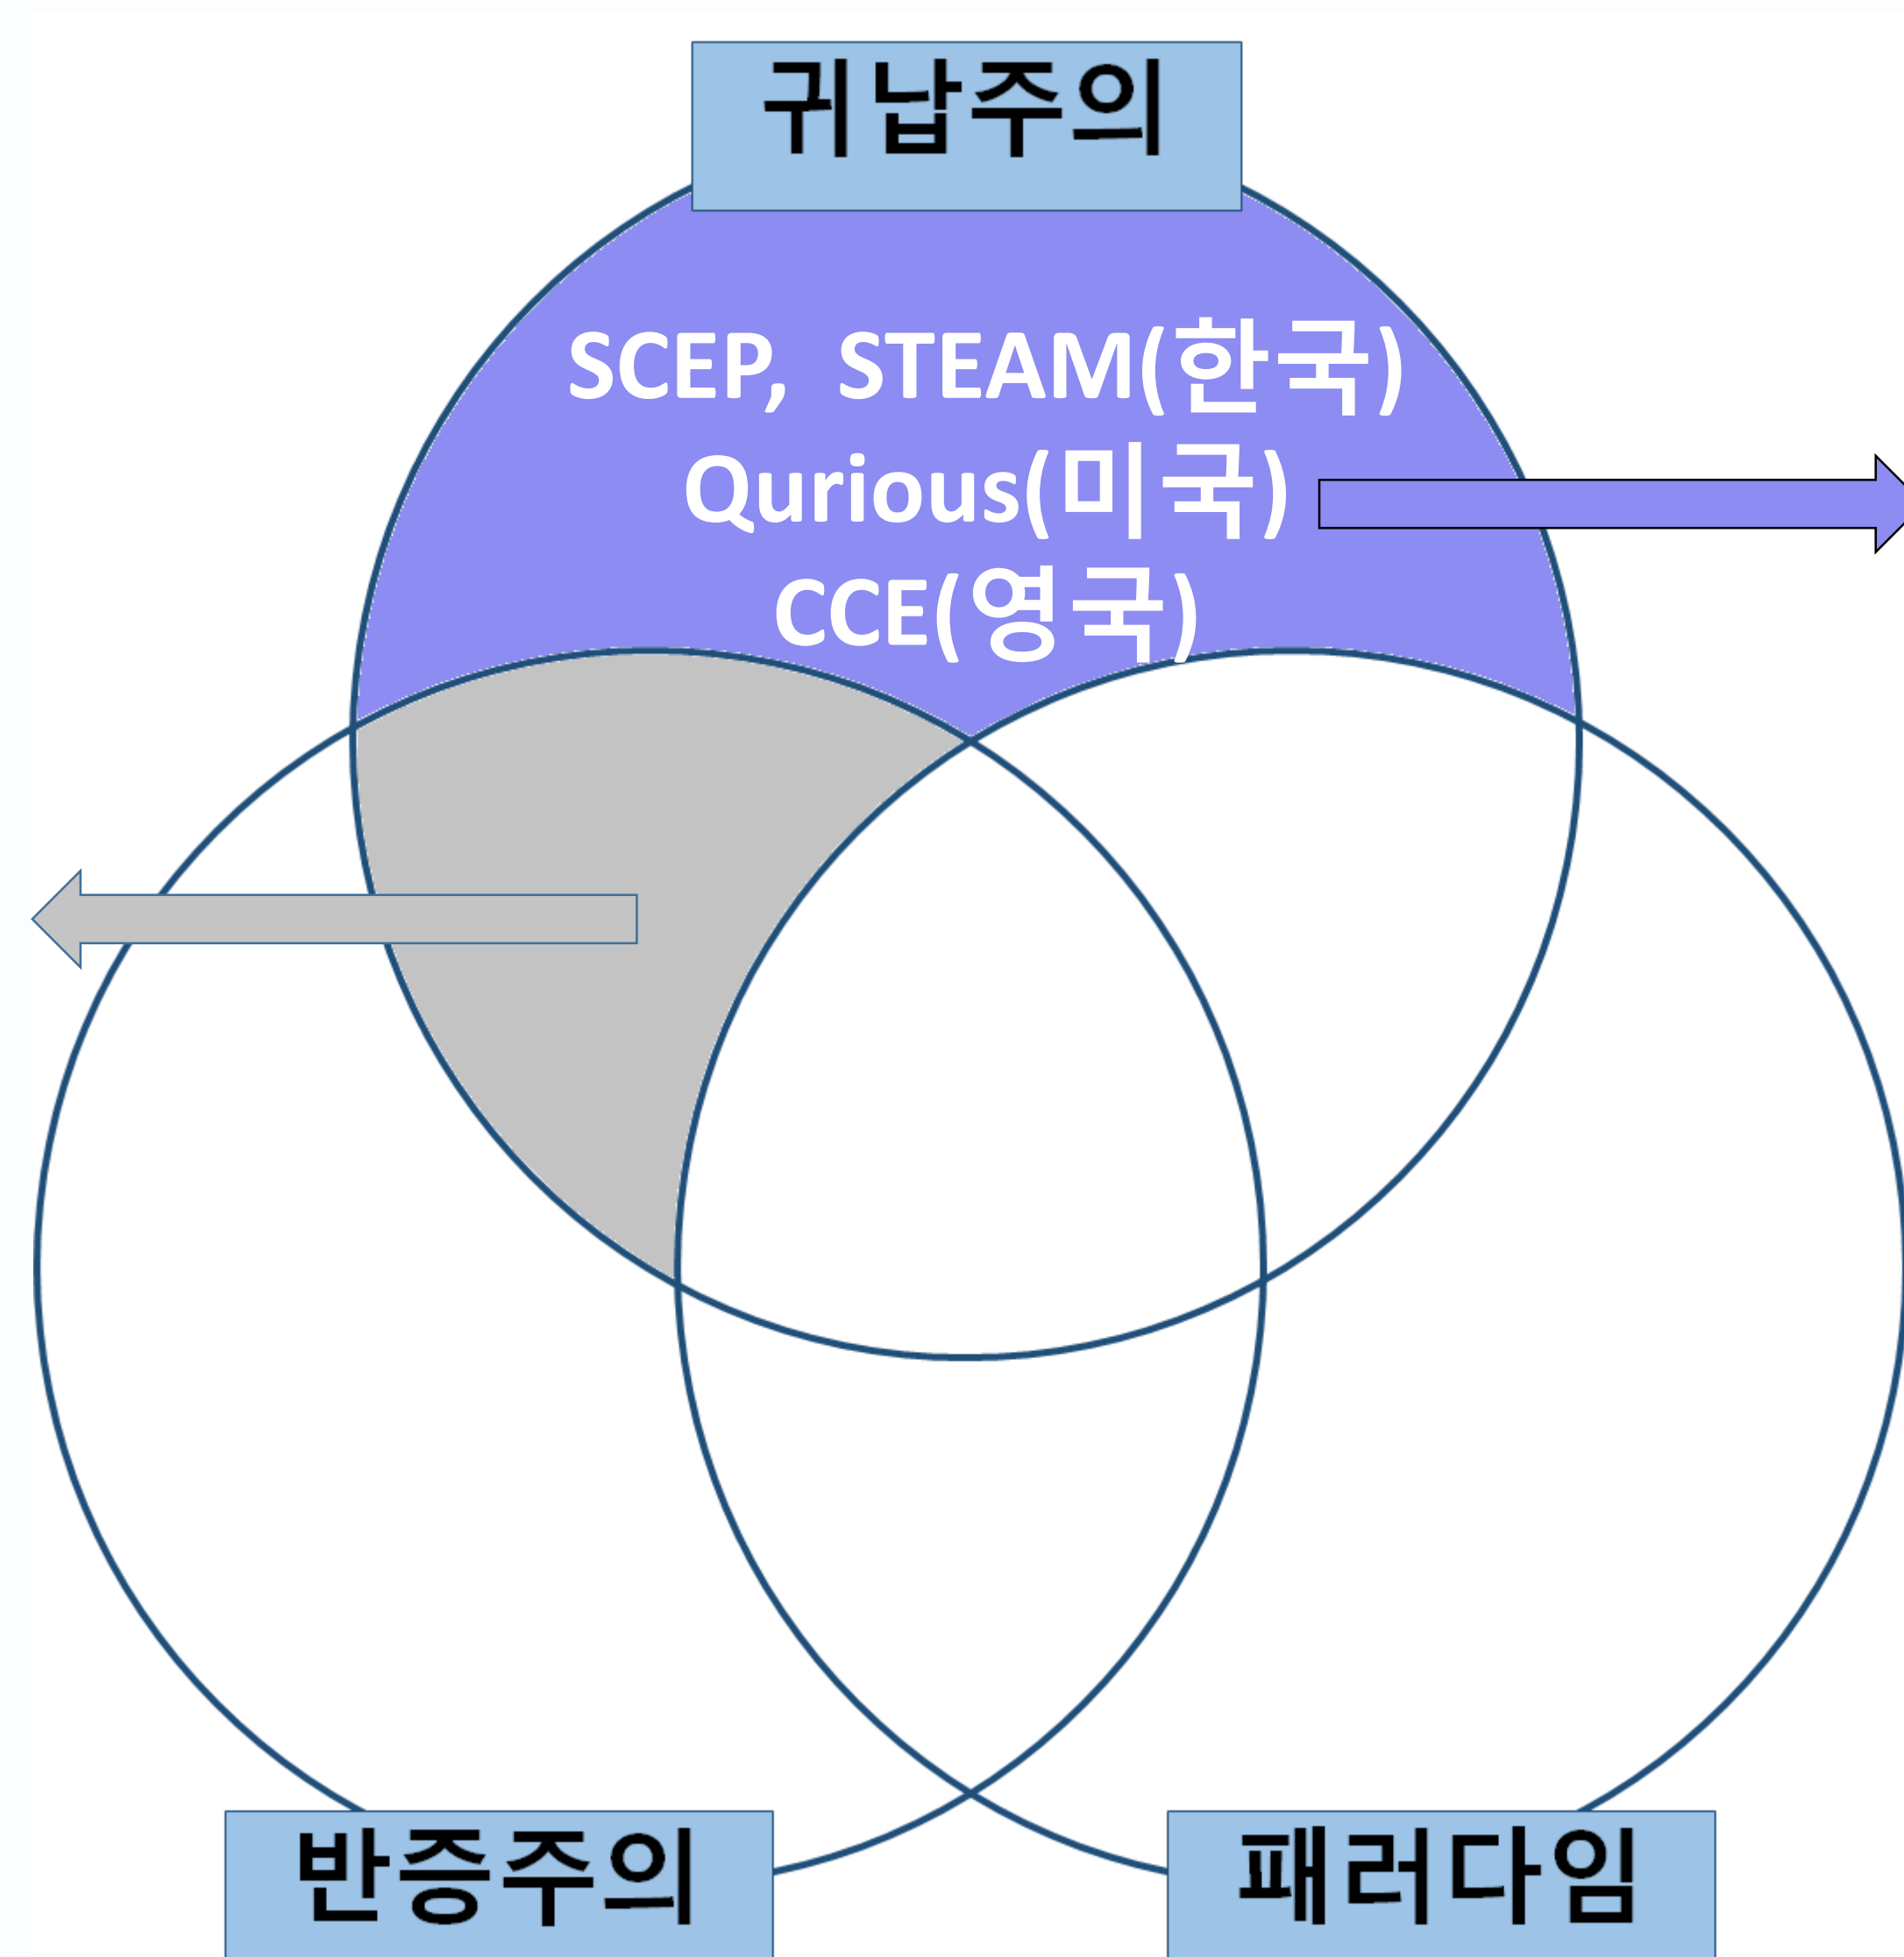 귀납주의
SCEP, STEAM(한국)
Qurious(미국)
CCE(영국)
반증주의
패러다임